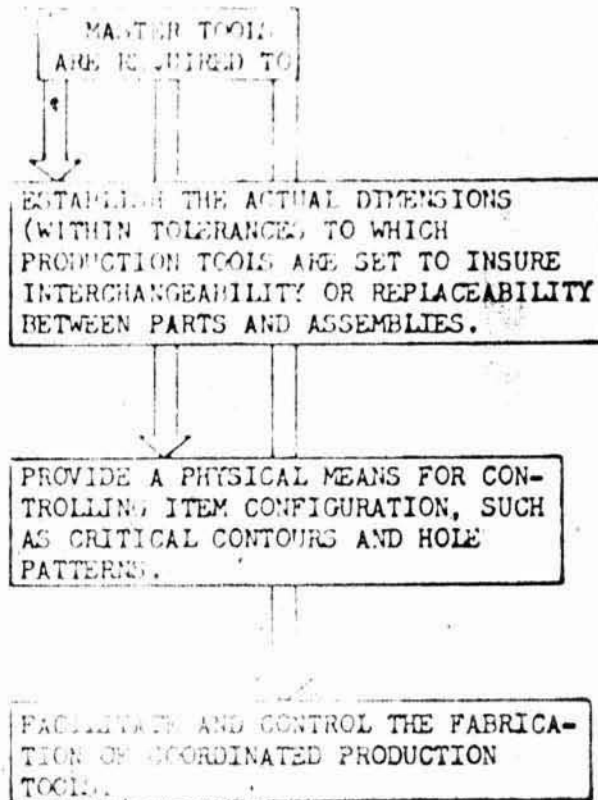 MASTER TOOLS
ARE REQUIRED TO
ESTABLISH THE ACTUAL DIMENSIONS
(WITHIN TOLERANCES TO WHICH
PRODUCTION TOOLS ARE SET TO INSURE
INTERCHANGEABILITY OR REPLACEABILITY
BETWEEN PARTS AND ASSEMBLIES.
PROVIDE A PHYSICAL MEANS FOR CON-
TROLLING ITEM CONFIGURATION, SUCH
AS CRITICAL CONTOURS AND HOLE
PATTERNS.
FACILITATE AND CONTROL THE FABRICA-
TION OF COORDINATED PRODUCTION
TOOLS.